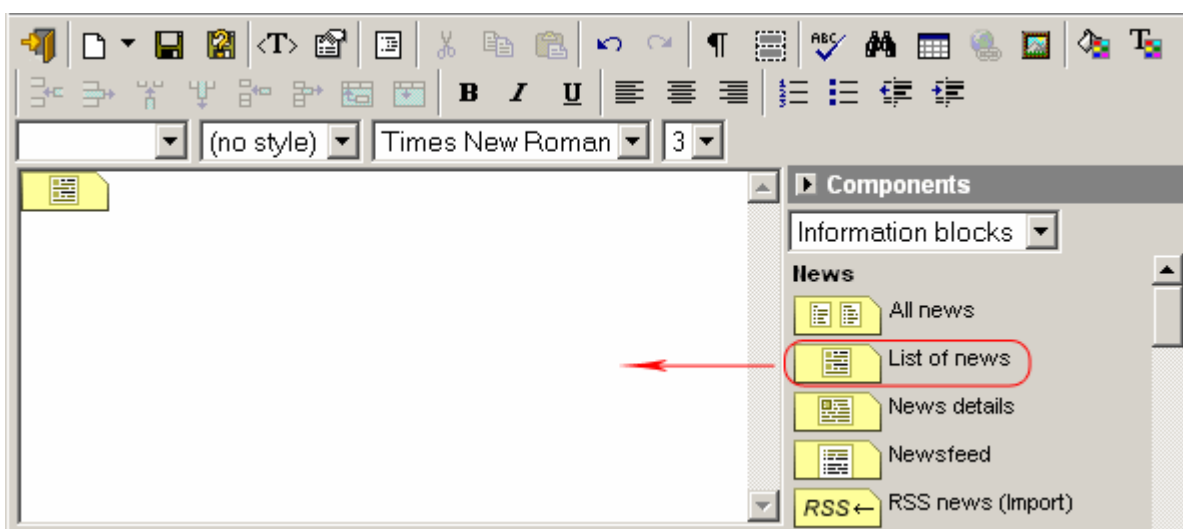 <T>
ABC
B I U
(no style) Times New Roman 3
Components
Information blocks
News
All news
List of news
News details
Newsfeed
RSS RSS news (Import)